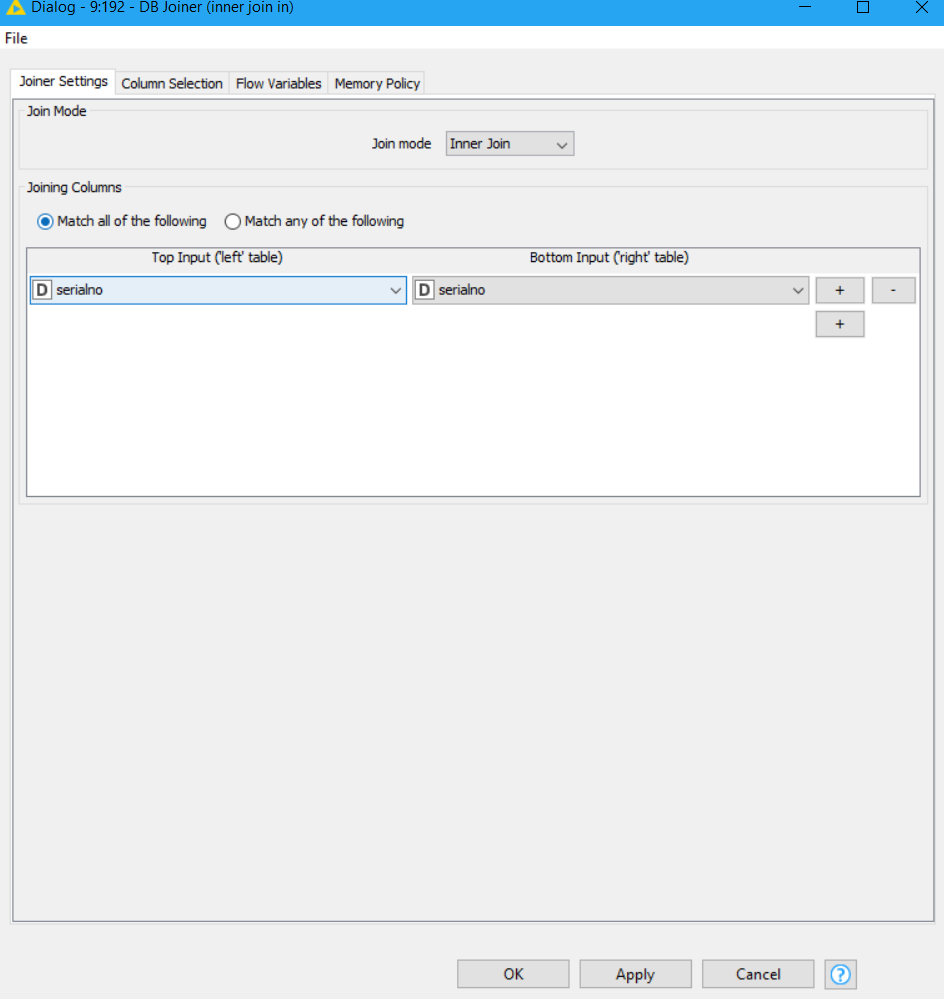 Dialog - 9:192 - DB Joiner (inner join in)
File
Joiner Settings Column Selection Flow Variables Memory Policy
Join Mode
Join mode Inner Join
Joining Columns
Match all of the following Match any of the following
Top Input ('left' table) Bottom Input ('right' table)
D serialno D serialno + -
+
OK Apply Cancel ?